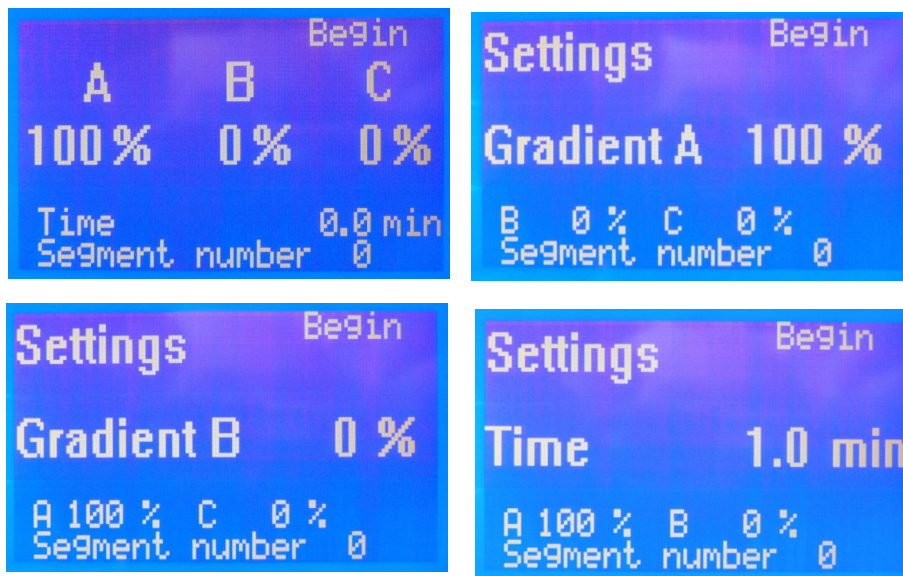 Begin
A B C
100% 0% 0%
Time 0.0 min
Segment number 0
Begin
Settings
Gradient A 100 %
B 0 % C 0 %
Segment number 0
Begin
Settings
Gradient B 0 %
A 100 % C 0 %
Segment number 0
Begin
Settings
Time 1.0 min
A 100 % B 0 %
Segment number 0